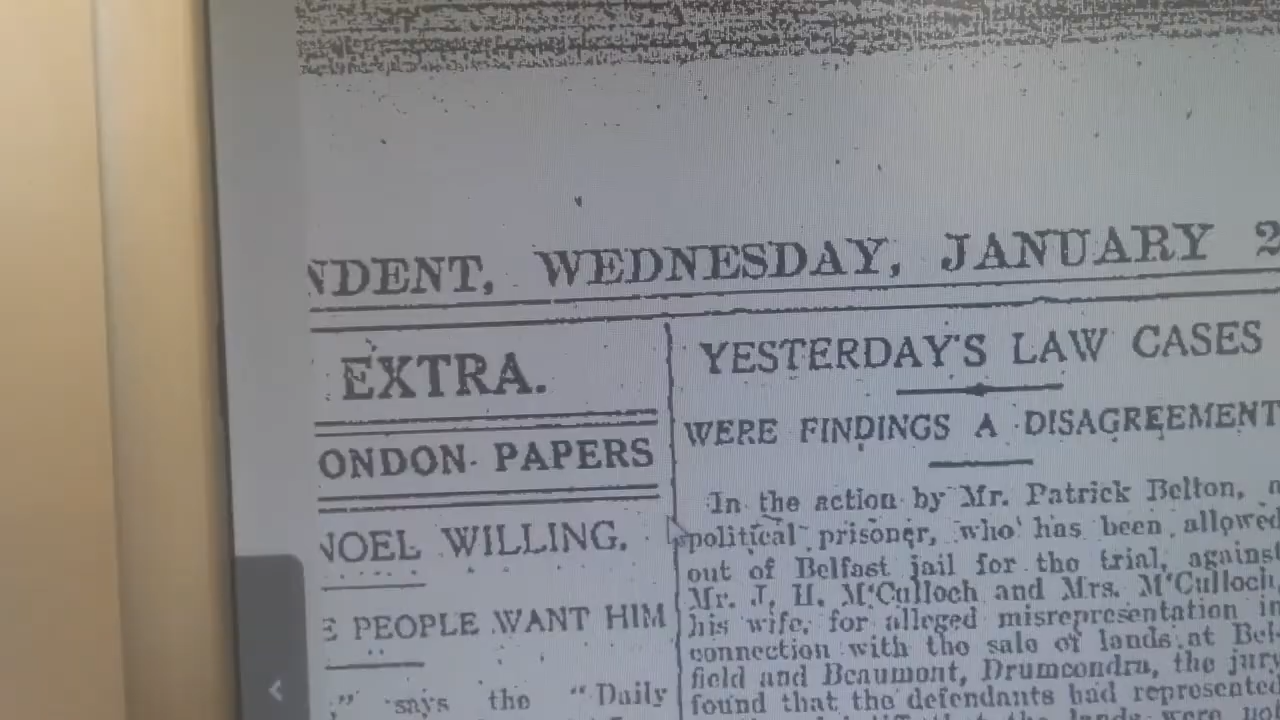 NDENT, WEDNESDAY, JANUARY 2
EXTRA.
ONDON PAPERS
NOEL WILLING.
E PEOPLE WANT HIM
," says the "Daily
YESTERDAY'S LAW CASES
WERE FINDINGS A DISAGREEMENT
In the action by Mr. Patrick Belton, a
political prisoner, who has been allowed
out of Belfast jail for the trial, against
Mr. J. H. M'Culloch and Mrs. M'Culloch
his wife, for alleged misrepresentation in
connection with the sale of lands at Bel-
field and Beaumont, Drumcondra, the jury
found that the defendants had represented
the lands were